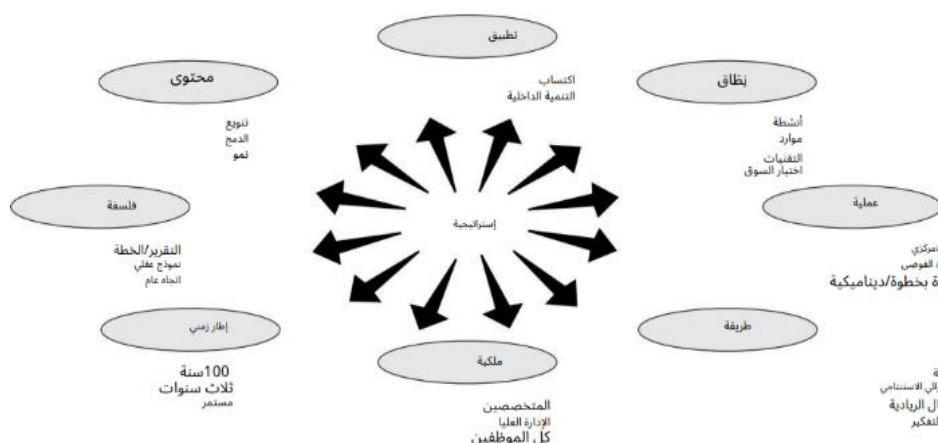 تطبيق
اكتساب
التنمية الداخلية
محتوى
تنويع
الدمج
نمو
نِطَاق
أنشطة
موارد
التقنيات
اختيار السوق
فلسفة
التقرير/الخطة
نموذج عقلي
اتجاه عام
إستراتيجية
عملية
الفوضى
بخطوة/ديناميكية
إطار زمني
100سنة
ثلاث سنوات
مستمر
ملكية
المتخصصين
الإدارة العليا
كل الموظفين
طريقة
الاستنتاجي
الريادية
التفكير